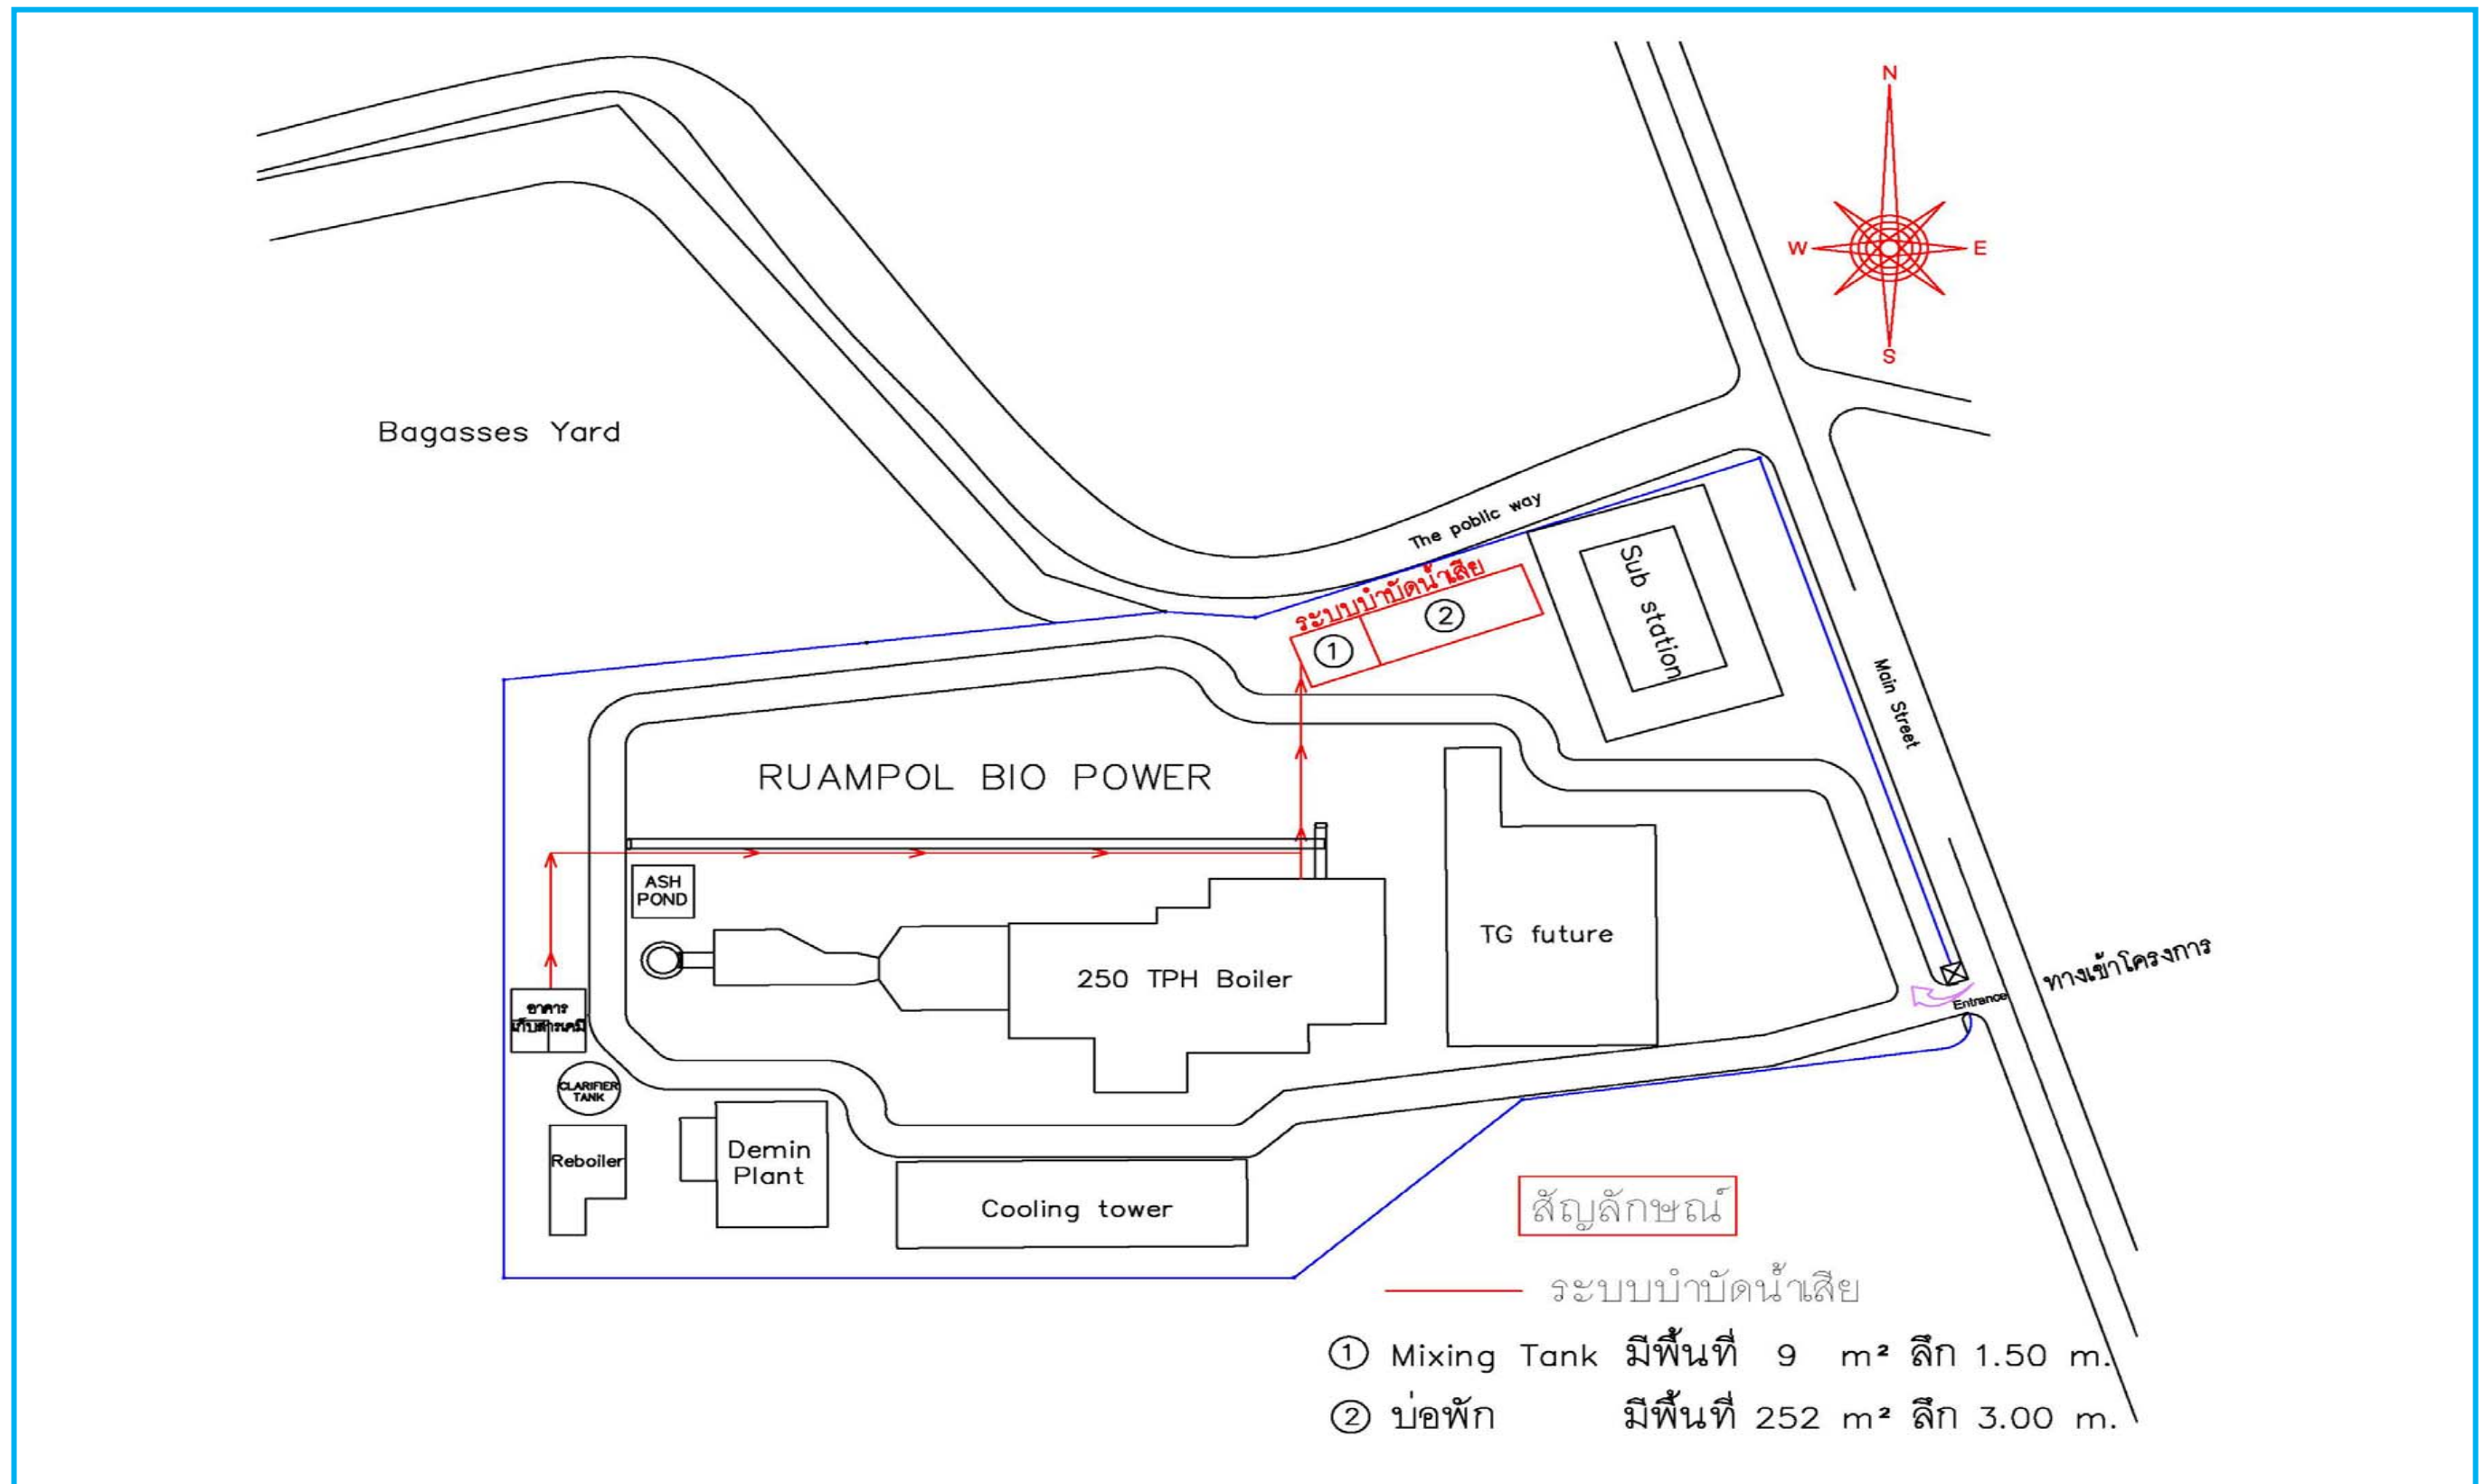 N
W
E
S
Bagasses Yard
The poblic way
ระบบบำบัดน้ำเสีย
①
②
Sub station
Main Street
RUAMPOL BIO POWER
ASH
POND
TG future
250 TPH Boiler
ทางเข้าโครงการ
Entrance
อาคาร
เก็บสารเคมี
CLARIFIER
TANK
Reboiler
Demin
Plant
Cooling tower
สัญลักษณ์
ระบบบำบัดน้ำเสีย
① Mixing Tank มีพื้นที่ 9 m² ลึก 1.50 m.
② บ่อพัก มีพื้นที่ 252 m² ลึก 3.00 m.